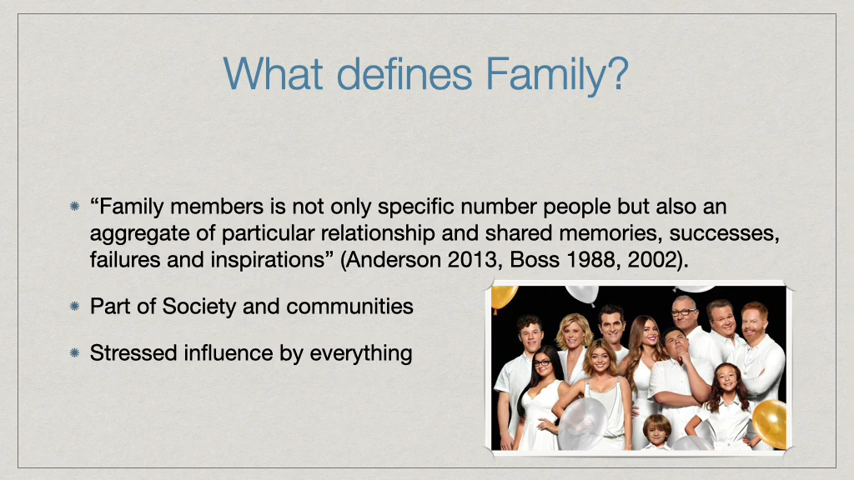 What defines Family?
“Family members is not only specific number people but also an
aggregate of particular relationship and shared memories, successes,
failures and inspirations” (Anderson 2013, Boss 1988, 2002).
Part of Society and communities
Stressed influence by everything